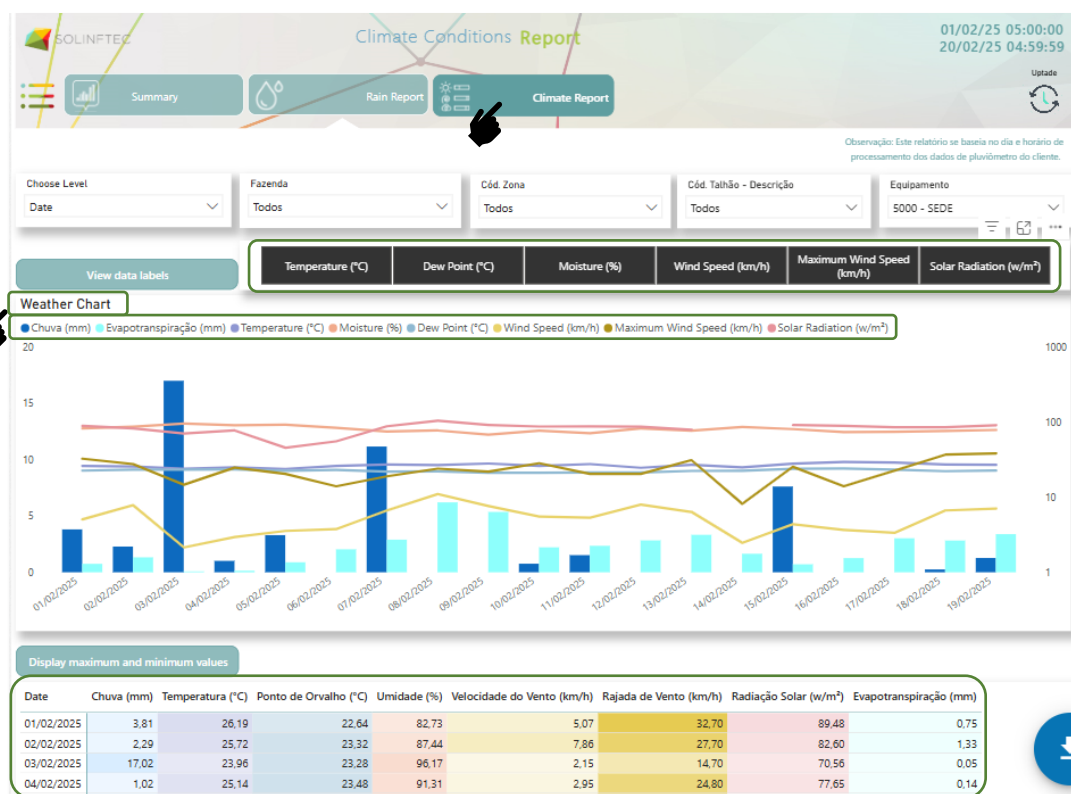 SOLINFTEC
Climate Conditions Report
01/02/25 05:00:00
20/02/25 04:59:59
Uptade
Summary
Rain Report
Climate Report
Observação: Este relatório se baseia no dia e horário de
processamento dos dados de pluviômetro do cliente.
Choose Level
Date
Fazenda
Todos
Cód. Zona
Todos
Cód. Talhão - Descrição
Todos
Equipamento
5000 - SEDE
View data labels
Temperature (°C) Dew Point (°C) Moisture (%) Wind Speed (km/h) Maximum Wind Speed (km/h) Solar Radiation (w/m²)
Weather Chart
Chuva (mm) Evapotranspiração (mm) Temperature (°C) Moisture (%) Dew Point (°C) Wind Speed (km/h) Maximum Wind Speed (km/h) Solar Radiation (w/m²)
20 1000
15
100
10
10
5
0 1
01/02/2025 02/02/2025 03/02/2025 04/02/2025 05/02/2025 06/02/2025 07/02/2025 08/02/2025 09/02/2025 10/02/2025 11/02/2025 12/02/2025 13/02/2025 14/02/2025 15/02/2025 16/02/2025 17/02/2025 18/02/2025 19/02/2025
Display maximum and minimum values
Date Chuva (mm) Temperatura (°C) Ponto de Orvalho (°C) Umidade (%) Velocidade do Vento (km/h) Rajada de Vento (km/h) Radiação Solar (w/m²) Evapotranspiração (mm)
01/02/2025 3,81 26,19 22,64 82,73 5,07 32,70 89,48 0,75
02/02/2025 2,29 25,72 23,32 87,44 7,86 27,70 82,60 1,33
03/02/2025 17,02 23,96 23,28 96,17 2,15 14,70 70,56 0,05
04/02/2025 1,02 25,14 23,48 91,31 2,95 24,80 77,65 0,14